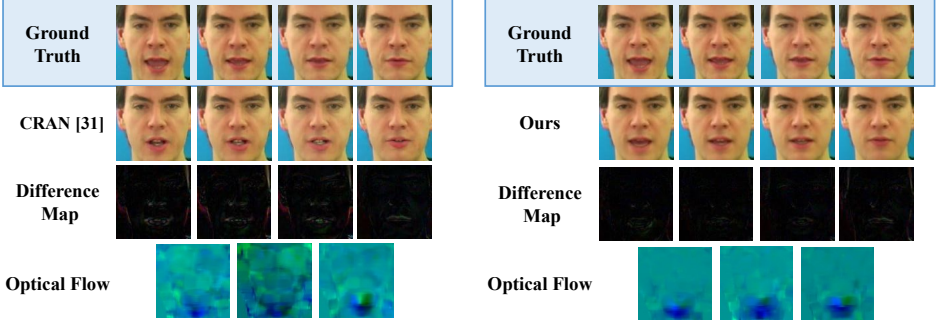 Ground
Truth
CRAN [31]
Difference
Map
Optical Flow
Ground
Truth
Ours
Difference
Map
Optical Flow